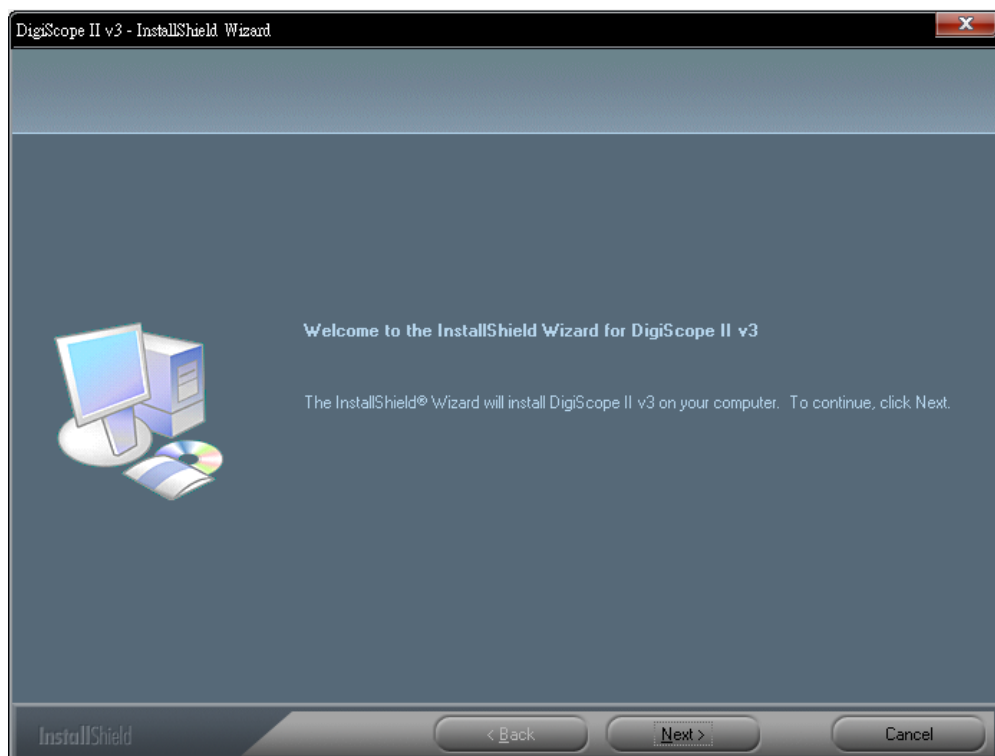 DigiScope II v3 - InstallShield Wizard
X
Welcome to the InstallShield Wizard for DigiScope II v3
The InstallShield® Wizard will install DigiScope II v3 on your computer. To continue, click Next.
InstallShield
< Back
Next >
Cancel